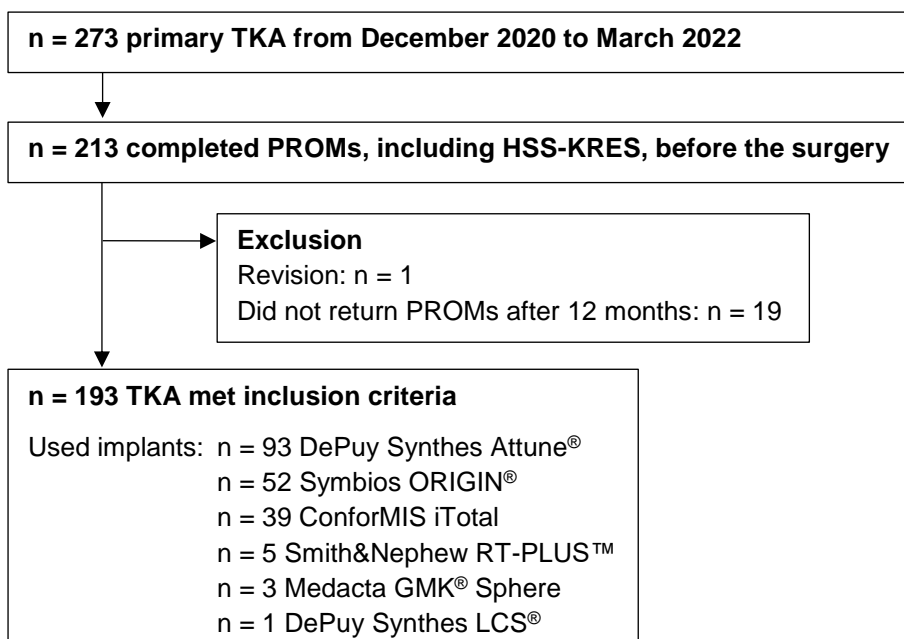 n = 273 primary TKA from December 2020 to March 2022
n = 213 completed PROMs, including HSS-KRES, before the surgery
Exclusion
Revision: n = 1
Did not return PROMs after 12 months: n = 19
n = 193 TKA met inclusion criteria
Used implants: n = 93 DePuy Synthes Attune®
n = 52 Symbios ORIGIN®
n = 39 ConforMIS iTotal
n = 5 Smith&Nephew RT-PLUS™
n = 3 Medacta GMK® Sphere
n = 1 DePuy Synthes LCS®